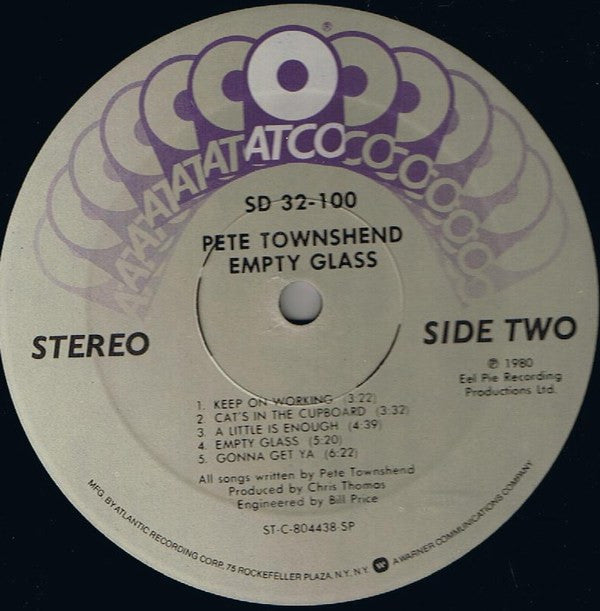 ®
ATCO
SD 32-100
PETE TOWNSHEND
EMPTY GLASS
STEREO
SIDE TWO
℗ 1980
Eel Pie Recording
Productions Ltd.
1. KEEP ON WORKING (3:22)
2. CAT'S IN THE CUPBOARD (3:32)
3. A LITTLE IS ENOUGH (4:39)
4. EMPTY GLASS (5:20)
5. GONNA GET YA (6:22)
All songs written by Pete Townshend
Produced by Chris Thomas
Engineered by Bill Price
ST-C-804438-SP
MFG. BY ATLANTIC RECORDING CORP. 75 ROCKEFELLER PLAZA, N.Y., N.Y. W A WARNER COMMUNICATIONS COMPANY